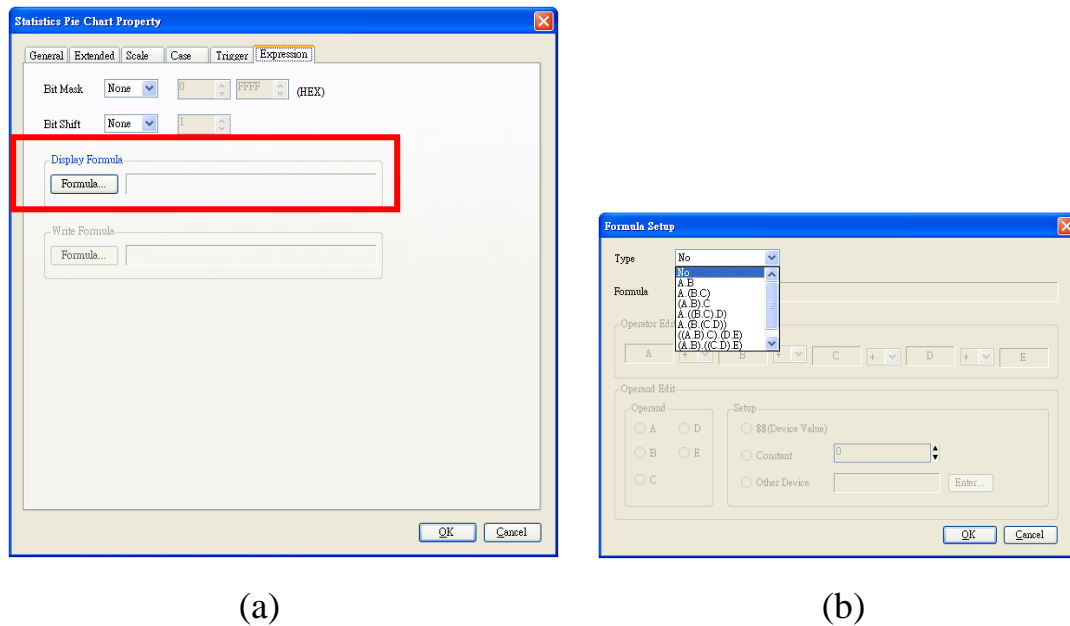 Statistics Pie Chart Property
General Extended Scale Case Trigger Expression
Bit Mask None 0 FFFF (HEX)
Bit Shift None 1
Display Formula
Formula...
Write Formula
Formula...
OK Cancel
(a)
Formula Setup
Type No
No
A.B
A.(B.C)
(A.B).C
A.((B.C).D)
A.(B.(C.D))
((A.B).C).(D.E)
(A.B).((C.D).E)
Formula
Operator Edit
A + B + C + D + E
Operand Edit
Operand
A D
B E
C
Setup
$$(Device Value)
Constant 0
Other Device Enter...
OK Cancel
(b)